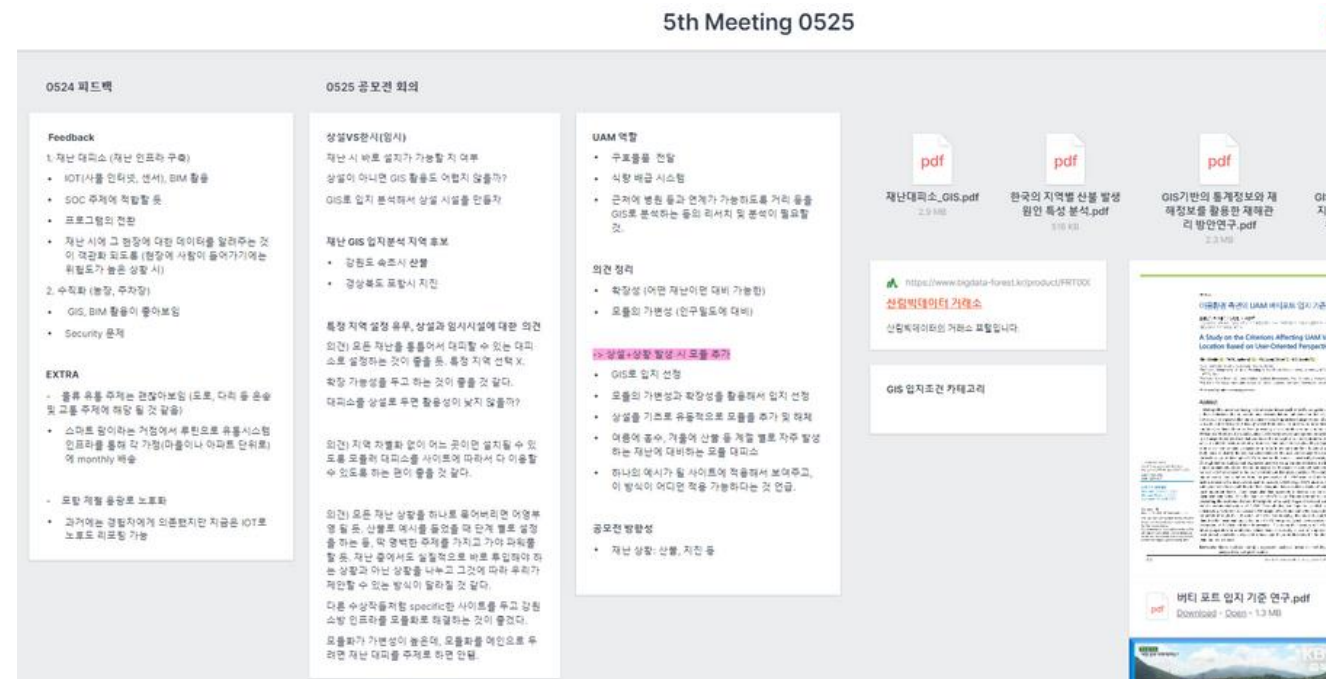 5th Meeting 0525
0524 피드백
Feedback
1. 재난 대피소 (재난 인프라 구축)
• IOT(사물 인터넷, 센서), BIM 활용
• SOC 주제에 적합할 듯
• 프로그램의 전환
• 재난 시에 그 현장에 대한 데이터를 알려주는 것
이 객관화 되도록 (현장에 사람이 들어가기에는
위험도가 높은 상황 시)
2. 수직화 (농장, 주차장)
• GIS, BIM 활용이 좋아보임
• Security 문제
EXTRA
- 물류 유통 주제는 괜찮아보임 (도로, 다리 등 운송
및 교통 주제에 해당 될 것 같음)
• 스마트 팜이라는 거점에서 루틴으로 유통시스템
인프라를 통해 각 가정(마을이나 아파트 단위로)
에 monthly 배송
- 포항 제철 용광로 노후화
• 과거에는 경험자에게 의존했지만 지금은 IOT로
노후도 리모팅 가능
0525 공모전 회의
상설VS한시(임시)
재난 시 바로 설치가 가능할 지 여부
상설이 아니면 GIS 활용도 어렵지 않을까?
GIS로 입지 분석해서 상설 시설을 만들자
재난 GIS 입지분석 지역 후보
• 강원도 속초시 산불
• 경상북도 포항시 지진
특정 지역 설정 유무, 상설과 임시시설에 대한 의견
의견) 모든 재난을 통틀어서 대피할 수 있는 대피
소로 설정하는 것이 좋을 듯. 특정 지역 선택 X.
확장 가능성을 두고 하는 것이 좋을 것 같다.
대피소를 상설로 두면 활용성이 낮지 않을까?
의견) 지역 차별화 없이 어느 곳이면 설치될 수 있
도록 모듈러 대피소를 사이트에 따라서 다 이용할
수 있도록 하는 편이 좋을 것 같다.
의견) 모든 재난 상황을 하나로 묶어버리면 어영부
영 될 듯, 산불로 예시를 들었을 때 단계 별로 설정
을 하는 등, 딱 명백한 주제를 가지고 가야 파워풀
할 듯. 재난 중에서도 실질적으로 바로 투입해야 하
는 상황과 아닌 상황을 나누고 그것에 따라 우리가
제안할 수 있는 방식이 달라질 것 같다.
다른 수상작들처럼 specific한 사이트를 두고 강원
소방 인프라를 모듈화로 해결하는 것이 좋겠다.
모듈화가 가변성이 높은데, 모듈화를 메인으로 두
려면 재난 대피를 주제로 하면 안됨.
UAM 역할
• 구호물품 전달
• 식량 배급 시스템
• 근처에 병원 등과 연계가 가능하도록 거리 등을
GIS로 분석하는 등의 리서치 및 분석이 필요할
것.
의견 정리
• 확장성 (어떤 재난이던 대비 가능한)
• 모듈의 가변성 (인구밀도에 대비)
-> 상설+상황 발생 시 모듈 추가
• GIS로 입지 선정
• 모듈의 가변성과 확장성을 활용해서 입지 선정
• 상설을 기초로 유동적으로 모듈을 추가 및 해체
• 여름에 홍수, 겨울에 산불 등 계절 별로 자주 발생
하는 재난에 대비하는 모듈 대피소
• 하나의 예시가 될 사이트에 적용해서 보여주고,
이 방식이 어디던 적용 가능하다는 것 언급.
공모전 방향성
• 재난 상황: 산불, 지진 등
pdf
재난대피소_GIS.pdf
2.9 MB
pdf
한국의 지역별 산불 발생
원인 특성 분석.pdf
516 KB
pdf
GIS기반의 통계정보와 재
해정보를 활용한 재해관
리 방안연구.pdf
2.3 MB
https://www.bigdata-forest.kr/product/FRT00
산림빅데이터 거래소
산림빅데이터의 거래소 포털입니다.
GIS 입지조건 카테고리
이용환경 측면의 UAM 버티포트 입지 기준
A Study on the Criterions Affecting UAM V
Location Based on User-Oriented Perspecti
Abstract
pdf
버티 포트 입지 기준 연구.pdf
Download - Open - 1.3 MB